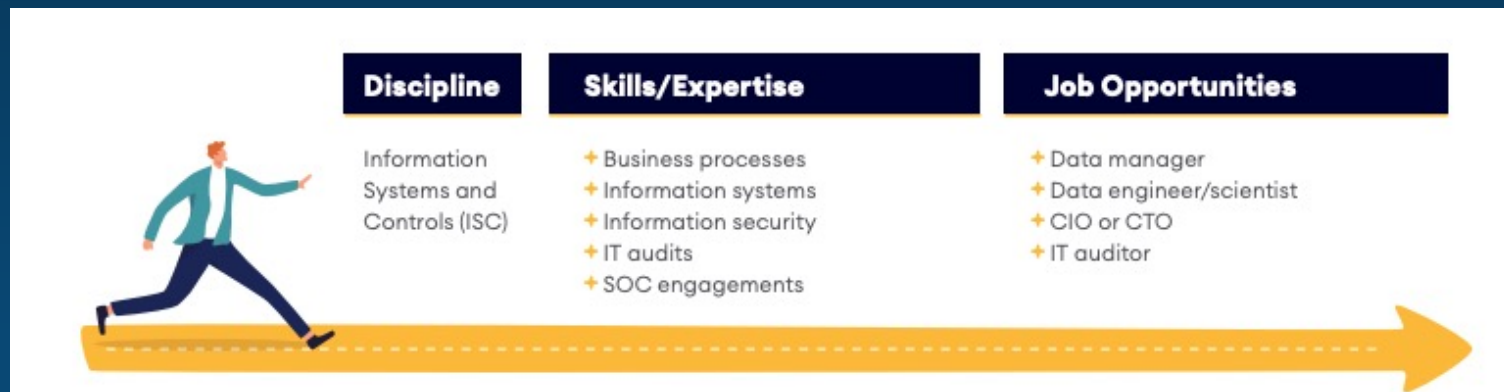 Discipline
Information
Systems and
Controls (ISC)
Skills/Expertise
Business processes
Information systems
Information security
IT audits
SOC engagements
Job Opportunities
Data manager
Data engineer/scientist
CIO or CTO
IT auditor